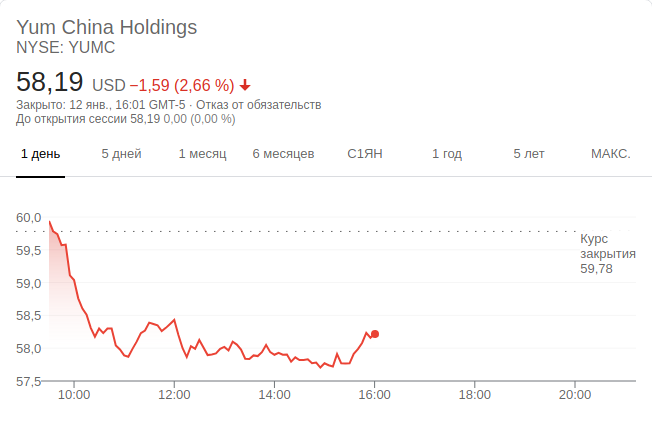 Yum China Holdings
NYSE: YUMC
58,19 USD −1,59 (2,66 %)
Закрыто: 12 янв., 16:01 GMT-5 · Отказ от обязательств
До открытия сессии 58,19 0,00 (0,00 %)
1 день 5 дней 1 месяц 6 месяцев С1ЯН 1 год 5 лет МАКС.
60,0
Курс
59,5 закрытия
59,78
59,0
58,5
58,0
57,5
10:00 12:00 14:00 16:00 18:00 20:00